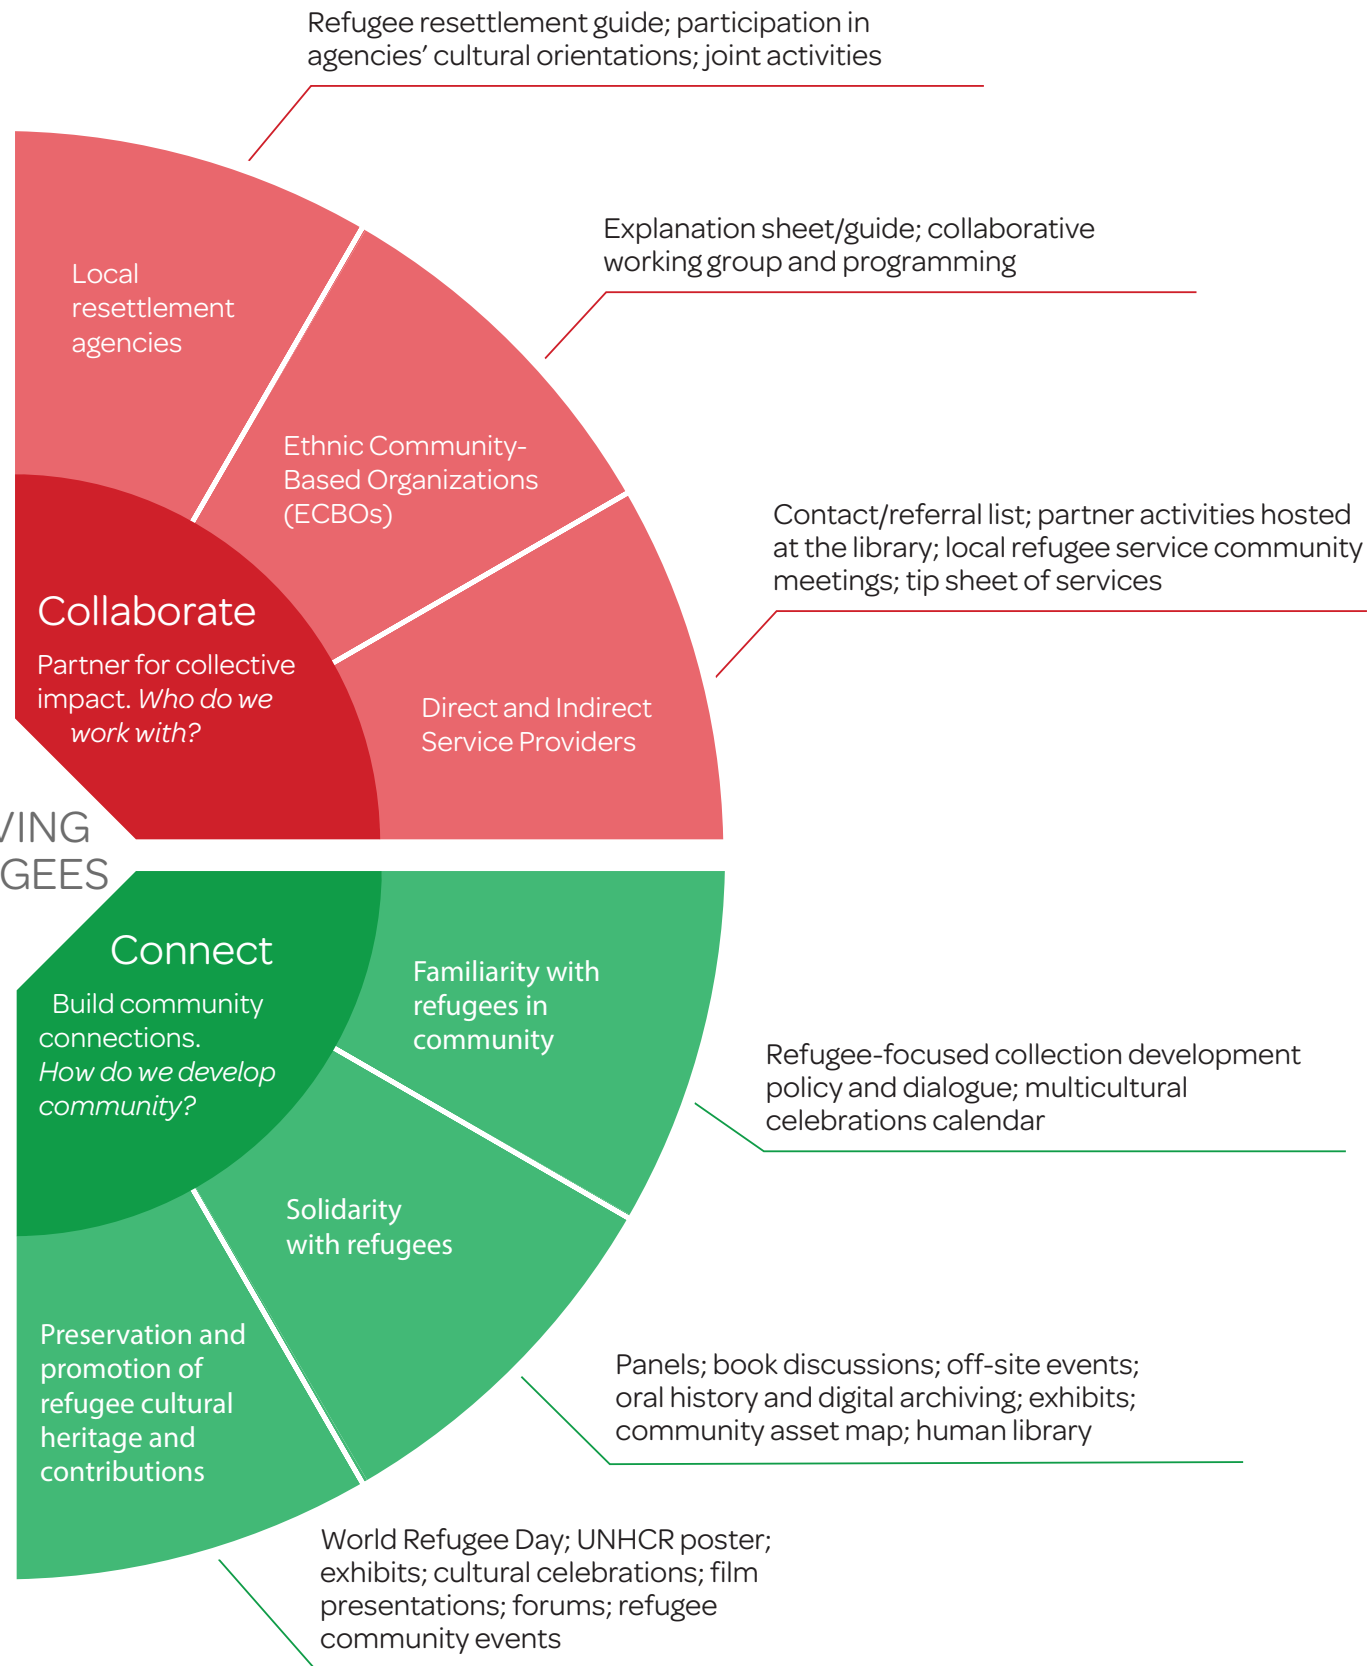 Refugee resettlement guide; participation in
agencies’ cultural orientations; joint activities
Explanation sheet/guide; collaborative
working group and programming
Local
resettlement
agencies
Ethnic Community-
Based Organizations
(ECBOs)
Contact/referral list; partner activities hosted
at the library; local refugee service community
meetings; tip sheet of services
Collaborate
Partner for collective
impact. Who do we
work with?
Direct and Indirect
Service Providers
VING
GEES
Connect
Build community
connections.
How do we develop
community?
Familiarity with
refugees in
community
Refugee-focused collection development
policy and dialogue; multicultural
celebrations calendar
Solidarity
with refugees
Preservation and
promotion of
refugee cultural
heritage and
contributions
Panels; book discussions; off-site events;
oral history and digital archiving; exhibits;
community asset map; human library
World Refugee Day; UNHCR poster;
exhibits; cultural celebrations; film
presentations; forums; refugee
community events